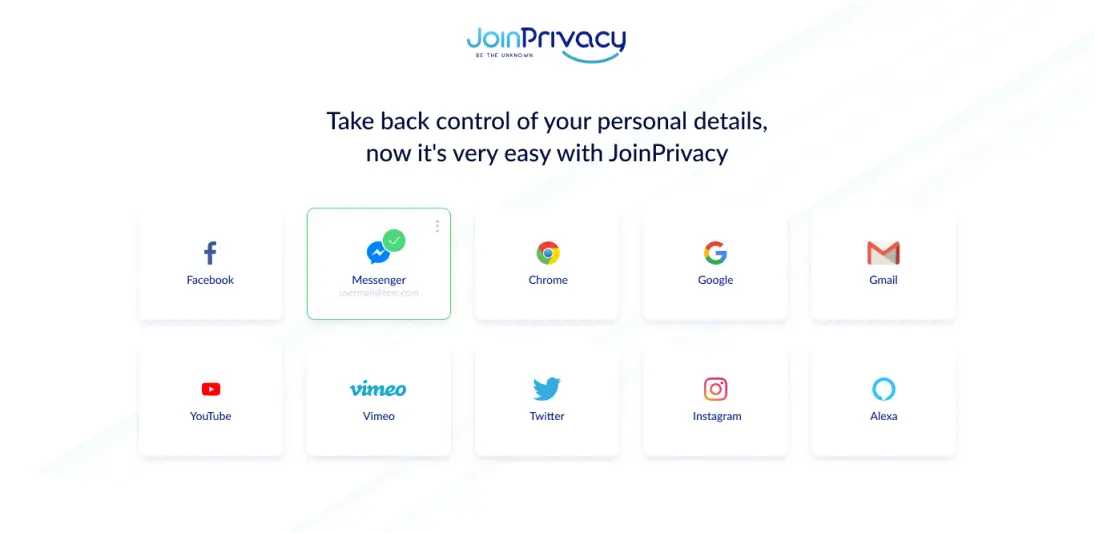 JoinPrivacy
BE THE UNKNOWN
Take back control of your personal details,
now it's very easy with JoinPrivacy
Facebook
Messenger
usermail@test.com
Chrome
Google
Gmail
YouTube
vimeo
Vimeo
Twitter
Instagram
Alexa